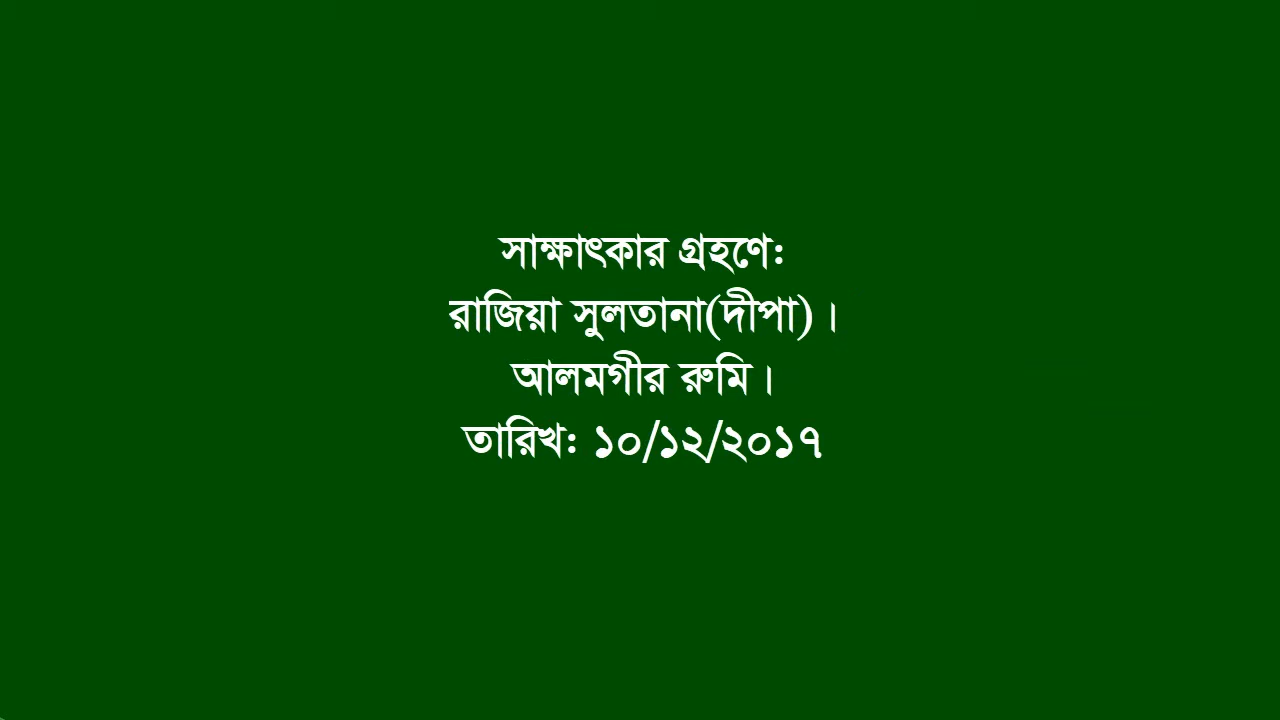 সাক্ষাৎকার গ্রহণে:
রাজিয়া সুলতানা(দীপা)।
আলমগীর রুমি।
তারিখ: ১০/১২/২০১৭